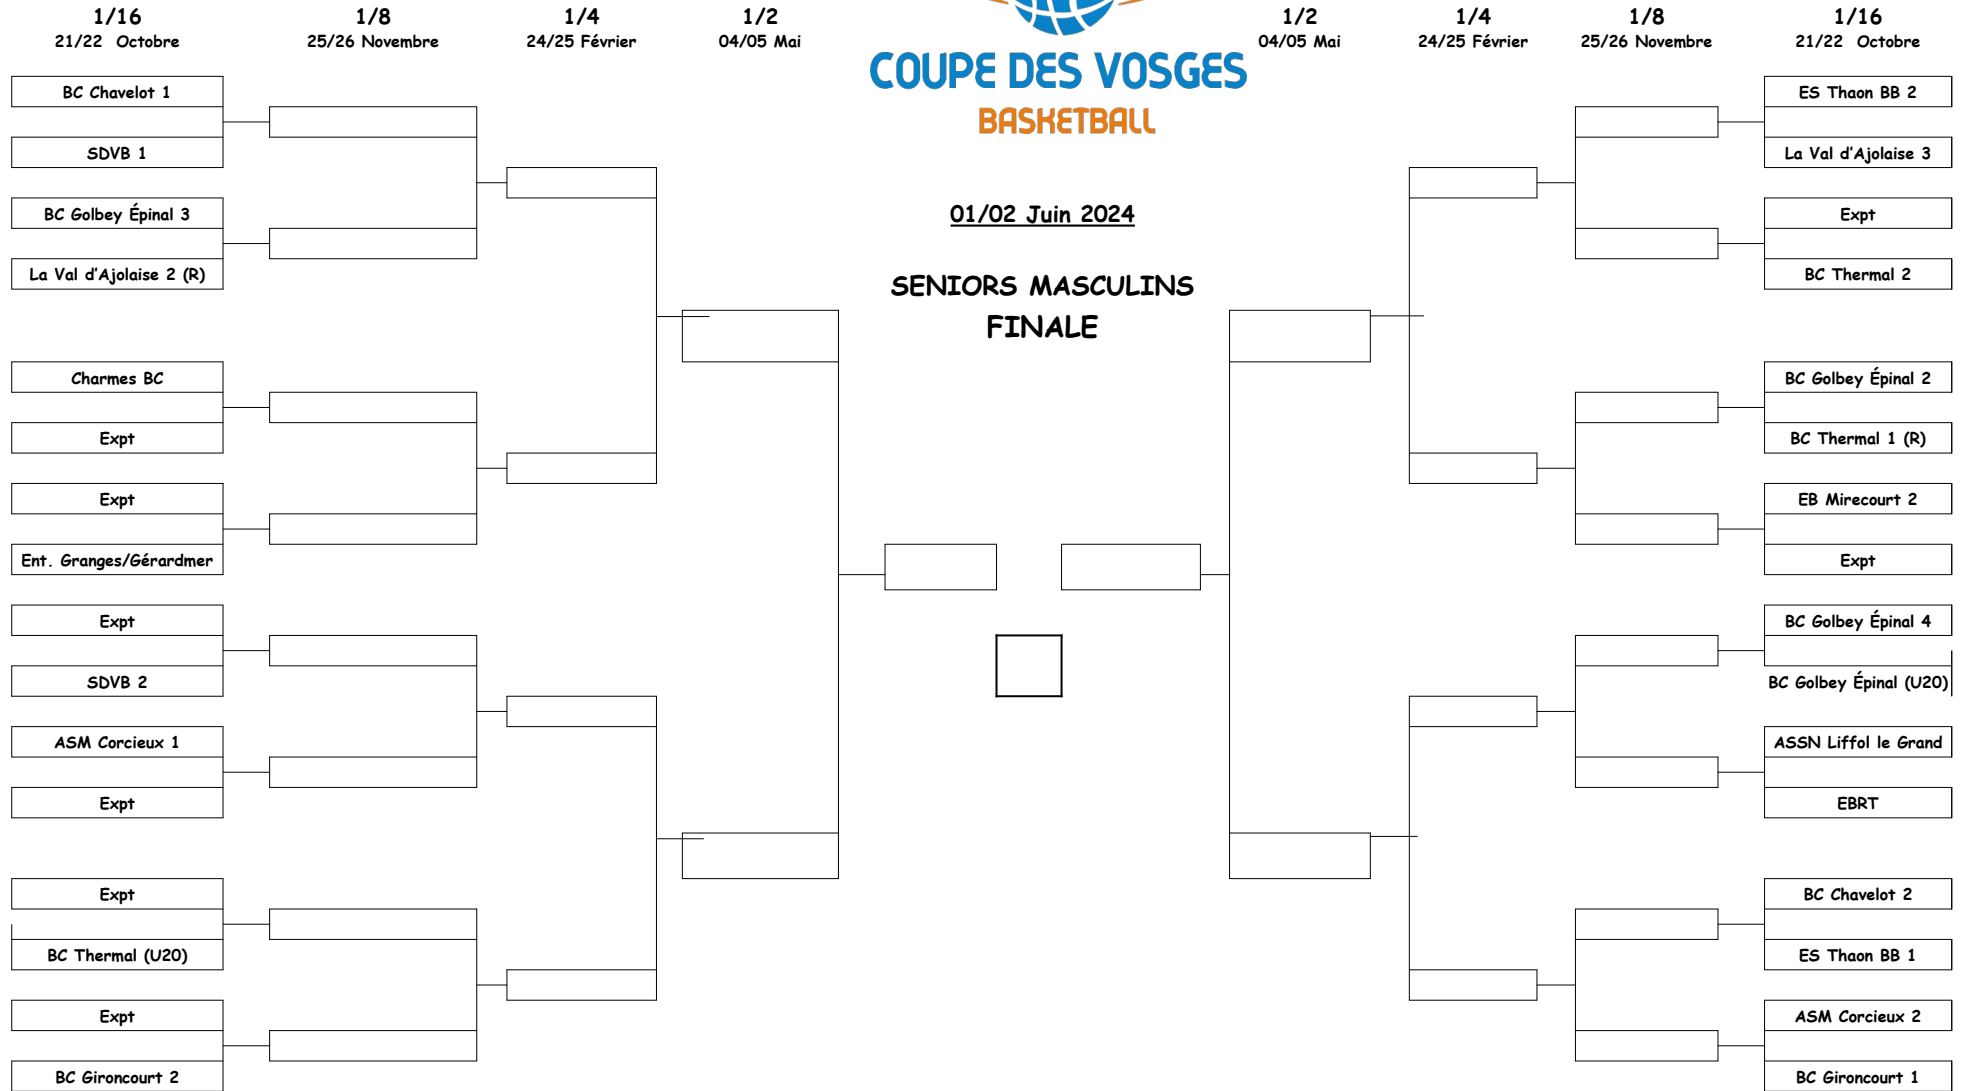 1/16
21/22 Octobre
1/8
25/26 Novembre
1/4
24/25 Février
1/2
04/05 Mai
COUPE DES VOSGES
BASKETBALL
1/2
04/05 Mai
1/4
24/25 Février
1/8
25/26 Novembre
1/16
21/22 Octobre
01/02 Juin 2024
SENIORS MASCULINS
FINALE
BC Chavelot 1
SDVB 1
BC Golbey Épinal 3
La Val d'Ajolaise 2 (R)
Charmes BC
Expt
Expt
Ent. Granges/Gérardmer
Expt
SDVB 2
ASM Corcieux 1
Expt
Expt
BC Thermal (U20)
Expt
BC Gironcourt 2
ES Thaon BB 2
La Val d'Ajolaise 3
Expt
BC Thermal 2
BC Golbey Épinal 2
BC Thermal 1 (R)
EB Mirecourt 2
Expt
BC Golbey Épinal 4
BC Golbey Épinal (U20)
ASSN Liffol le Grand
EBRT
BC Chavelot 2
ES Thaon BB 1
ASM Corcieux 2
BC Gironcourt 1